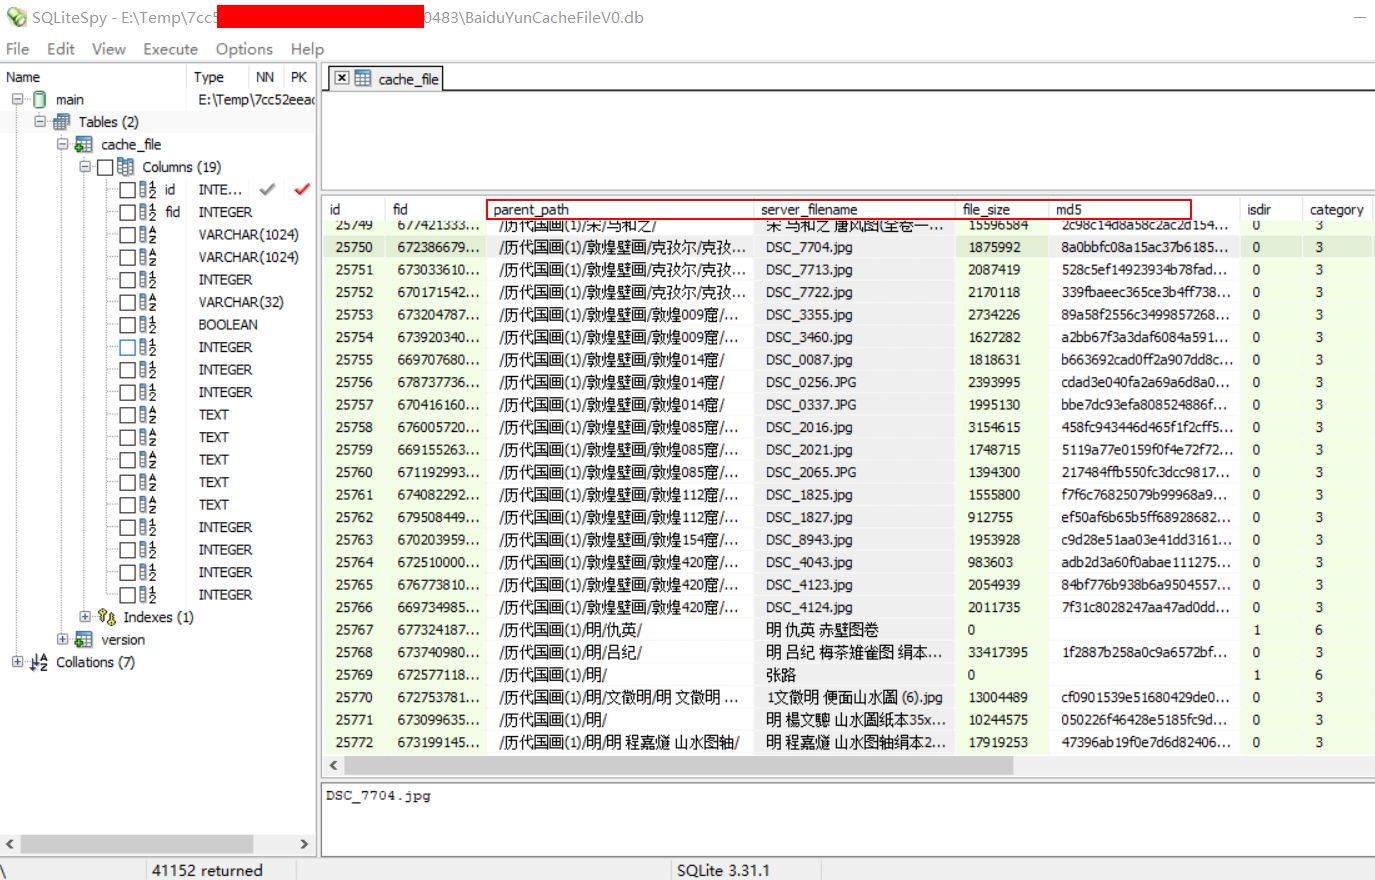 SQLiteSpy - E:\Temp\7cc5 0483\BaiduYunCacheFileV0.db
File Edit View Execute Options Help
Name Type NN PK
main E:\Temp\7cc52eeac
Tables (2)
cache_file
Columns (19)
id INTE...
fid INTEGER
VARCHAR(1024)
VARCHAR(1024)
INTEGER
VARCHAR(32)
BOOLEAN
INTEGER
INTEGER
INTEGER
TEXT
TEXT
TEXT
TEXT
TEXT
INTEGER
INTEGER
INTEGER
INTEGER
Indexes (1)
version
Collations (7)
cache_file
id fid parent_path server_filename file_size md5 isdir category
25749 677421333... /历代国画(1)/宋/马和之/ 宋 马和之 唐风图(全卷一... 15596584 2c98c14d8a58c2ac2d154... 0 3
25750 672386679... /历代国画(1)/敦煌壁画/克孜尔/克孜... DSC_7704.jpg 1875992 8a0bbfc08a15ac37b6185... 0 3
25751 673033610... /历代国画(1)/敦煌壁画/克孜尔/克孜... DSC_7713.jpg 2087419 528c5ef14923934b78fad... 0 3
25752 670171542... /历代国画(1)/敦煌壁画/克孜尔/克孜... DSC_7722.jpg 2170118 339fbaeec365ce3b4ff738... 0 3
25753 673204787... /历代国画(1)/敦煌壁画/敦煌009窟/... DSC_3355.jpg 2734226 89a58f2556c3499857268... 0 3
25754 673920340... /历代国画(1)/敦煌壁画/敦煌009窟/... DSC_3460.jpg 1627282 a2bb67f3a3daf6084a591... 0 3
25755 669707680... /历代国画(1)/敦煌壁画/敦煌014窟/ DSC_0087.jpg 1818631 b663692cad0ff2a907dd8c... 0 3
25756 678737736... /历代国画(1)/敦煌壁画/敦煌014窟/ DSC_0256.JPG 2393995 cdad3e040fa2a69a6d8a0... 0 3
25757 670416160... /历代国画(1)/敦煌壁画/敦煌014窟/ DSC_0337.JPG 1995130 bbe7dc93efa808524886f... 0 3
25758 676005720... /历代国画(1)/敦煌壁画/敦煌085窟/... DSC_2016.jpg 3154615 458fc943446d465f1f2cff5... 0 3
25759 669155263... /历代国画(1)/敦煌壁画/敦煌085窟/... DSC_2021.jpg 1748715 5119a77e0159f0f4e72f72... 0 3
25760 671192993... /历代国画(1)/敦煌壁画/敦煌085窟/... DSC_2065.JPG 1394300 217484ffb550fc3dcc9817... 0 3
25761 674082292... /历代国画(1)/敦煌壁画/敦煌112窟/... DSC_1825.jpg 1555800 f7f6c76825079b99968a9... 0 3
25762 679508449... /历代国画(1)/敦煌壁画/敦煌112窟/... DSC_1827.jpg 912755 ef50af6b65b5ff68928682... 0 3
25763 670203959... /历代国画(1)/敦煌壁画/敦煌154窟/... DSC_8943.jpg 1953928 c9d28e51aa03e41dd3161... 0 3
25764 672510000... /历代国画(1)/敦煌壁画/敦煌420窟/... DSC_4043.jpg 983603 adb2d3a60f0abae111275... 0 3
25765 676773810... /历代国画(1)/敦煌壁画/敦煌420窟/... DSC_4123.jpg 2054939 84bf776b938b6a9504557... 0 3
25766 669734985... /历代国画(1)/敦煌壁画/敦煌420窟/... DSC_4124.jpg 2011735 7f31c8028247aa47ad0dd... 0 3
25767 677324187... /历代国画(1)/明/仇英/ 明 仇英 赤壁图卷 0 1 6
25768 673740980... /历代国画(1)/明/吕纪/ 明 吕纪 梅茶雉雀图 绢本... 33417395 1f2887b258a0c9a6572bf... 0 3
25769 672577118... /历代国画(1)/明/ 张路 0 1 6
25770 672753781... /历代国画(1)/明/文徵明/明 文徵明 ... 1文徵明 便面山水圖 (6).jpg 13004489 cf0901539e51680429de0... 0 3
25771 673099635... /历代国画(1)/明/ 明 楊文驄 山水圖纸本35x... 10244575 050226f46428e5185fc9d... 0 3
25772 673199145... /历代国画(1)/明/明 程嘉燧 山水图轴/ 明 程嘉燧 山水图轴绢本2... 17919253 47396ab19f0e7d6d82406... 0 3
DSC_7704.jpg
\ 41152 returned SQLite 3.31.1